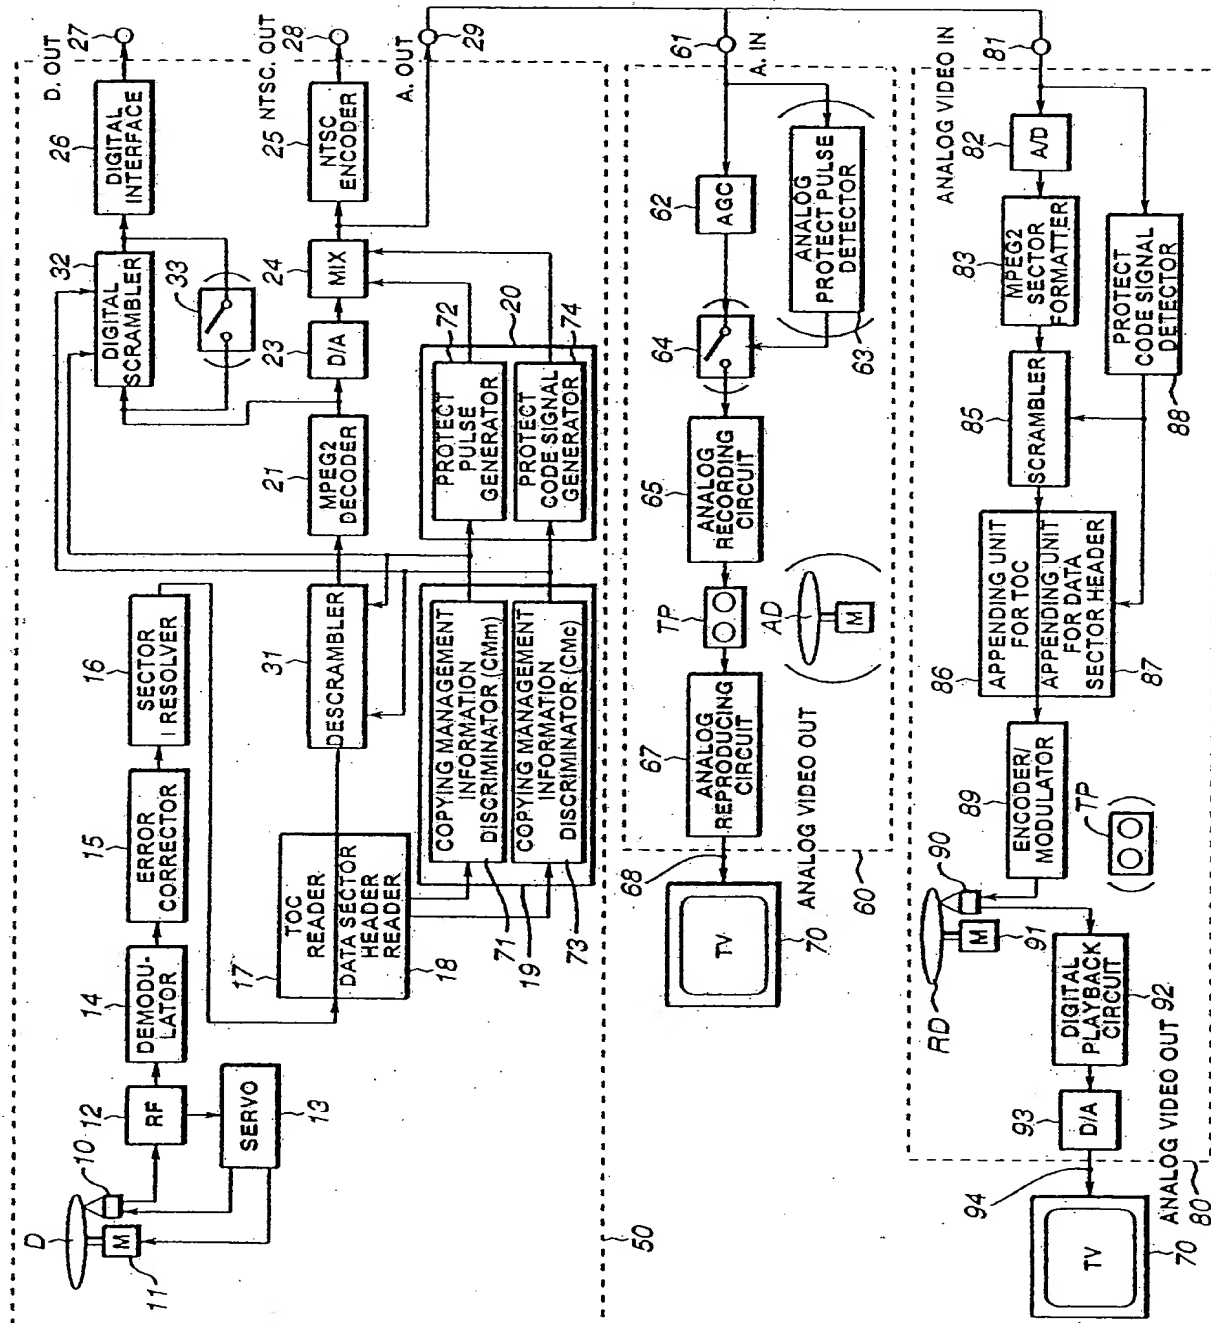 D
10
M
11
RF
12
SERVO
13
DEMODU-
LATOR
14
ERROR
CORRECTOR
15
SECTOR
RESOLVER
16
TOC
READER
17
DATA SECTOR
HEADER
READER
18
DESCRAMBLER
31
COPYING MANAGEMENT
INFORMATION
DISCRIMINATOR (CMm)
71
19
COPYING MANAGEMENT
INFORMATION
DISCRIMINATOR (CMc)
73
MPEG2
DECODER
21
PROTECT
PULSE
GENERATOR
72
20
PROTECT
CODE SIGNAL
GENERATOR
74
D/A
23
MIX
24
NTSC
ENCODER
25
NTSC. OUT
28
DIGITAL
SCRAMBLER
32
33
DIGITAL
INTERFACE
26
D. OUT
27
A. OUT
29
50
61
A. IN
AGC
62
ANALOG
PROTECT PULSE
DETECTOR
63
64
ANALOG
RECORDING
CIRCUIT
65
TP
AD
M
ANALOG
REPRODUCING
CIRCUIT
67
68
ANALOG VIDEO OUT
TV
70
60
ANALOG VIDEO IN
81
A/D
82
MPEG2
SECTOR
FORMATTER
83
SCRAMBLER
85
PROTECT
CODE SIGNAL
DETECTOR
88
APPENDING UNIT
FOR TOC
86
APPENDING UNIT
FOR DATA
SECTOR HEADER
87
ENCODER/
MODULATOR
89
TP
90
M
91
RD
DIGITAL
PLAYBACK
CIRCUIT
92
D/A
93
94
ANALOG VIDEO OUT
TV
70
80